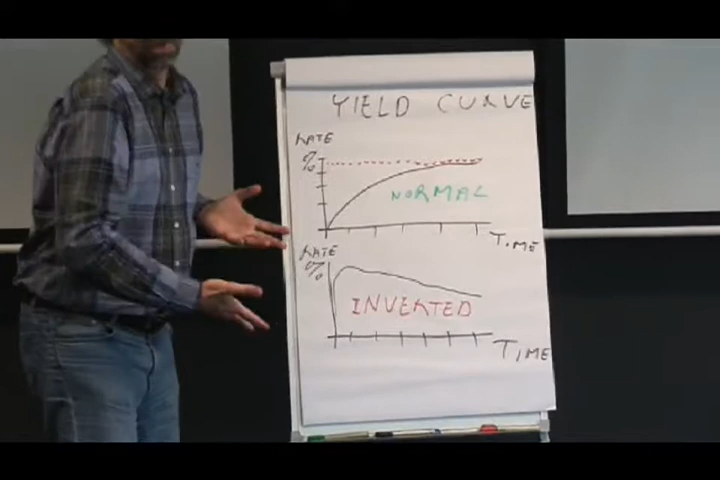 YIELD CURVE
RATE
%
NORMAL
TIME
RATE
%
INVERTED
TIME